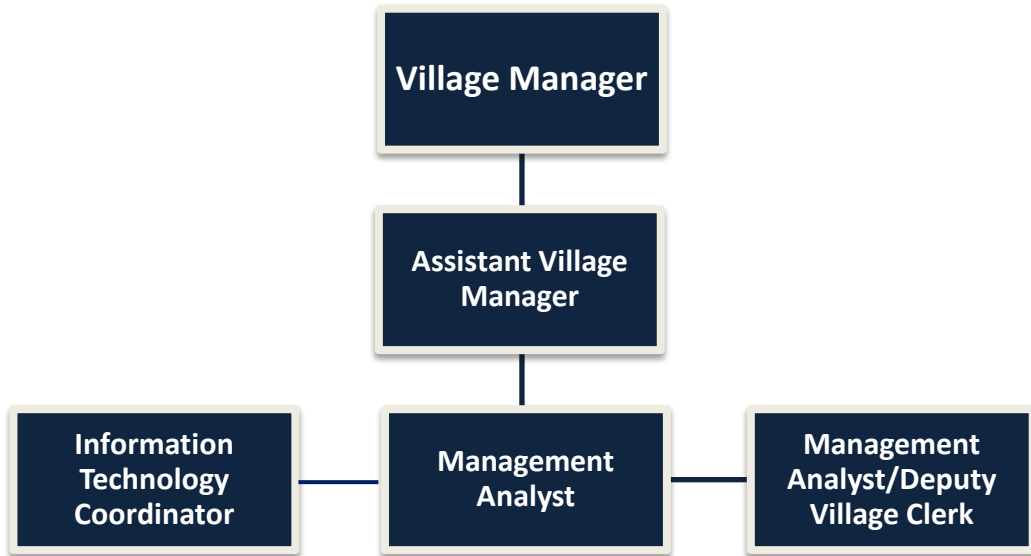 Village Manager
Assistant Village
Manager
Information
Technology
Coordinator
Management
Analyst
Management
Analyst/Deputy
Village Clerk